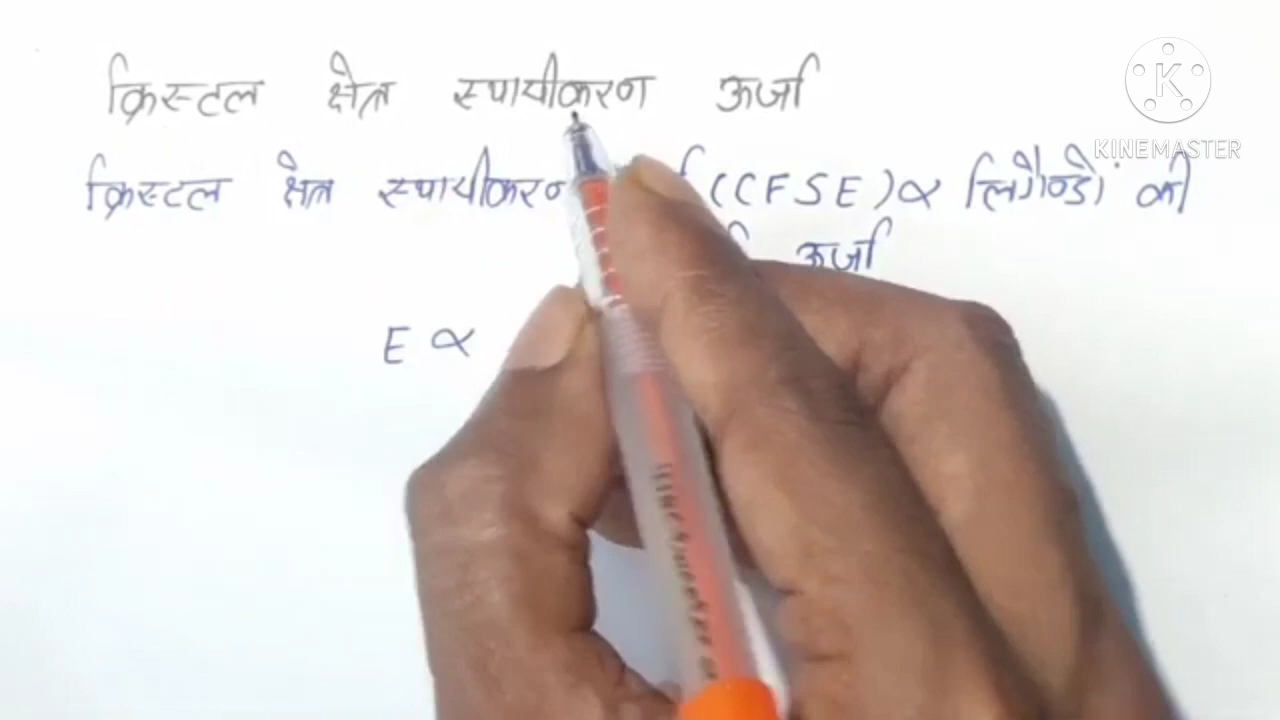 क्रिस्टल क्षेत्र स्थायीकरण ऊर्जा
क्रिस्टल क्षेत्र स्थायीकरण (CFSE) ∝ लिगैण्डों की
ऊर्जा
E ∝
K
KINEMASTER